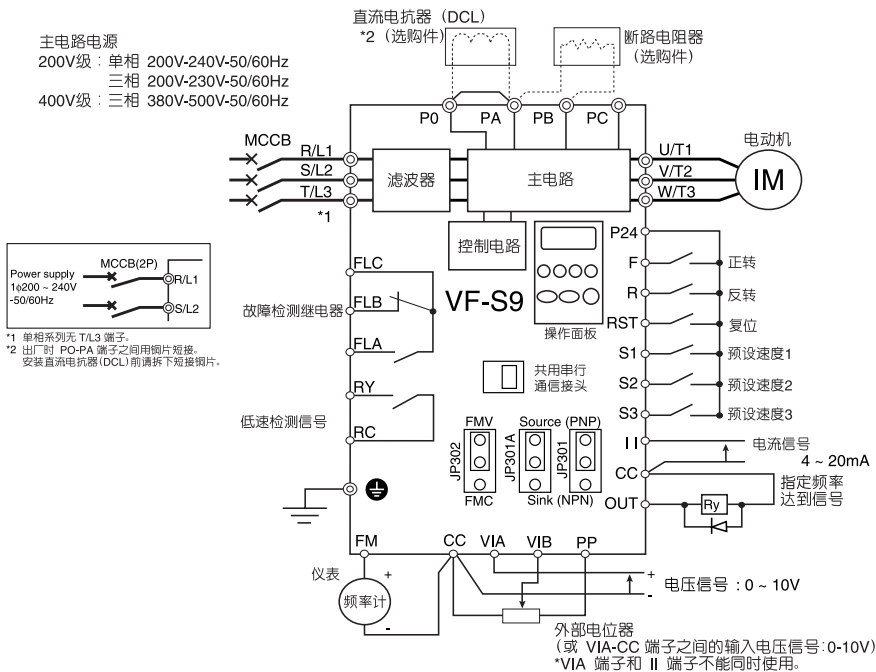 直流电抗器 (DCL)
*2 (选购件)
断路电阻器
(选购件)
主电路电源
200V级：单相 200V-240V-50/60Hz
三相 200V-230V-50/60Hz
400V级：三相 380V-500V-50/60Hz
P0 PA PB PC
MCCB
R/L1
S/L2
T/L3
*1
滤波器
主电路
控制电路
U/T1
V/T2
W/T3
电动机
IM
Power supply
1ϕ200 ~ 240V
-50/60Hz
MCCB(2P)
R/L1
S/L2
*1 单相系列无 T/L3 端子。
*2 出厂时 PO-PA 端子之间用铜片短接。
安装直流电抗器(DCL)前请拆下短接铜片。
FLC
FLB
FLA
故障检测继电器
RY
RC
低速检测信号
VF-S9
操作面板
共用串行
通信接头
P24
F 正转
R 反转
RST 复位
S1 预设速度1
S2 预设速度2
S3 预设速度3
II 电流信号
4 ~ 20mA
CC
指定频率
达到信号
OUT
Ry
JP302
FMV
FMC
JP301A
JP301
Source (PNP)
Sink (NPN)
FM CC VIA VIB PP
仪表
+
频率计
-
+
-
电压信号：0 ~ 10V
外部电位器
(或 VIA-CC 端子之间的输入电压信号:0-10V)
*VIA 端子和 II 端子不能同时使用。